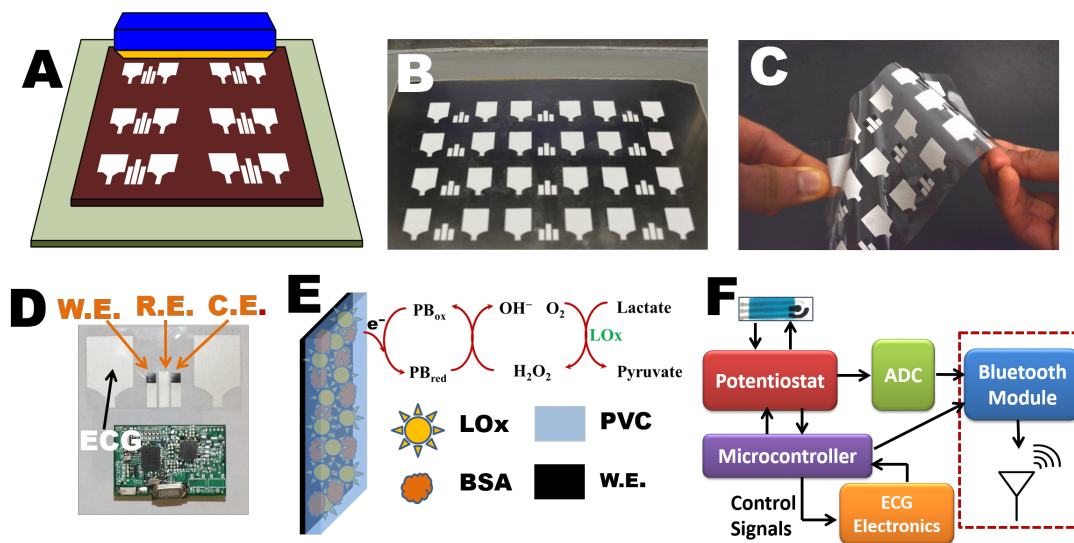 A
B
C
D
W.E. R.E. C.E.
ECG
E
e⁻
PBox OH⁻ O₂ Lactate
LOx
PBred H₂O₂ Pyruvate
LOx PVC
BSA W.E.
F
Potentiostat
ADC
Bluetooth
Module
Microcontroller
Control
Signals
ECG
Electronics